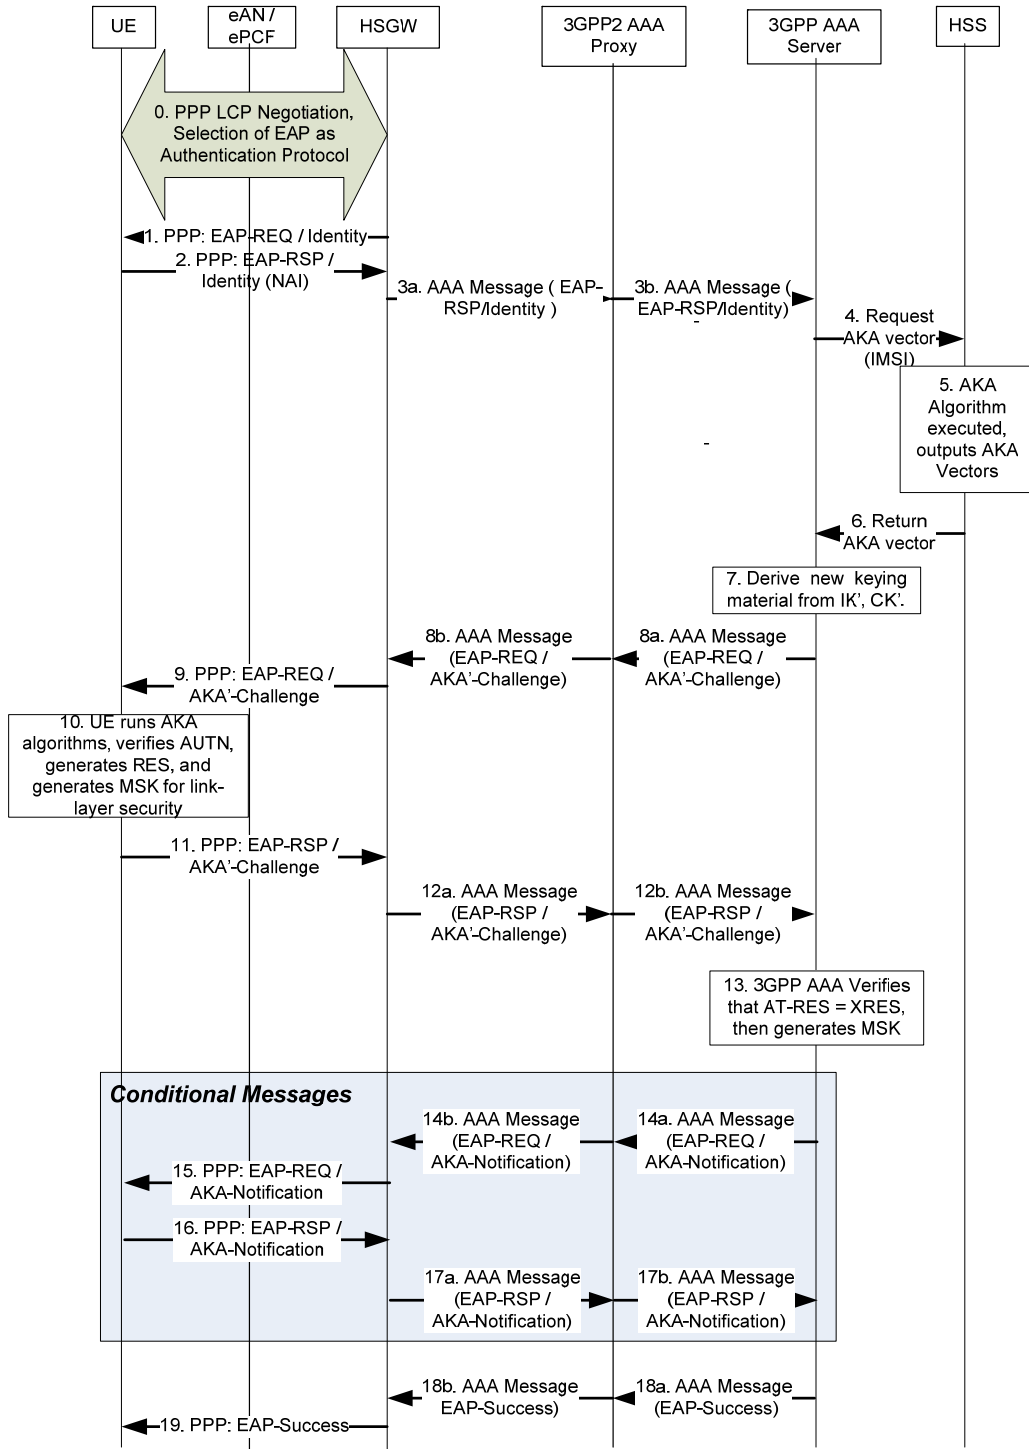 UE
eAN /
ePCF
HSGW
3GPP2 AAA
Proxy
3GPP AAA
Server
HSS
0. PPP LCP Negotiation,
Selection of EAP as
Authentication Protocol
1. PPP: EAP-REQ / Identity
2. PPP: EAP-RSP /
Identity (NAI)
3a. AAA Message ( EAP-
RSP/Identity )
3b. AAA Message (
EAP-RSP/Identity)
4. Request
AKA vector
(IMSI)
5. AKA
Algorithm
executed,
outputs AKA
Vectors
6. Return
AKA vector
7. Derive new keying
material from IK', CK'.
8b. AAA Message
(EAP-REQ /
AKA'-Challenge)
8a. AAA Message
(EAP-REQ /
AKA'-Challenge)
9. PPP: EAP-REQ /
AKA'-Challenge
10. UE runs AKA
algorithms, verifies AUTN,
generates RES, and
generates MSK for link-
layer security
11. PPP: EAP-RSP /
AKA'-Challenge
12a. AAA Message
(EAP-RSP /
AKA'-Challenge)
12b. AAA Message
(EAP-RSP /
AKA'-Challenge)
13. 3GPP AAA Verifies
that AT-RES = XRES,
then generates MSK
Conditional Messages
14b. AAA Message
(EAP-REQ /
AKA-Notification)
14a. AAA Message
(EAP-REQ /
AKA-Notification)
15. PPP: EAP-REQ /
AKA-Notification
16. PPP: EAP-RSP /
AKA-Notification
17a. AAA Message
(EAP-RSP /
AKA-Notification)
17b. AAA Message
(EAP-RSP /
AKA-Notification)
18b. AAA Message
EAP-Success)
18a. AAA Message
(EAP-Success)
19. PPP: EAP-Success